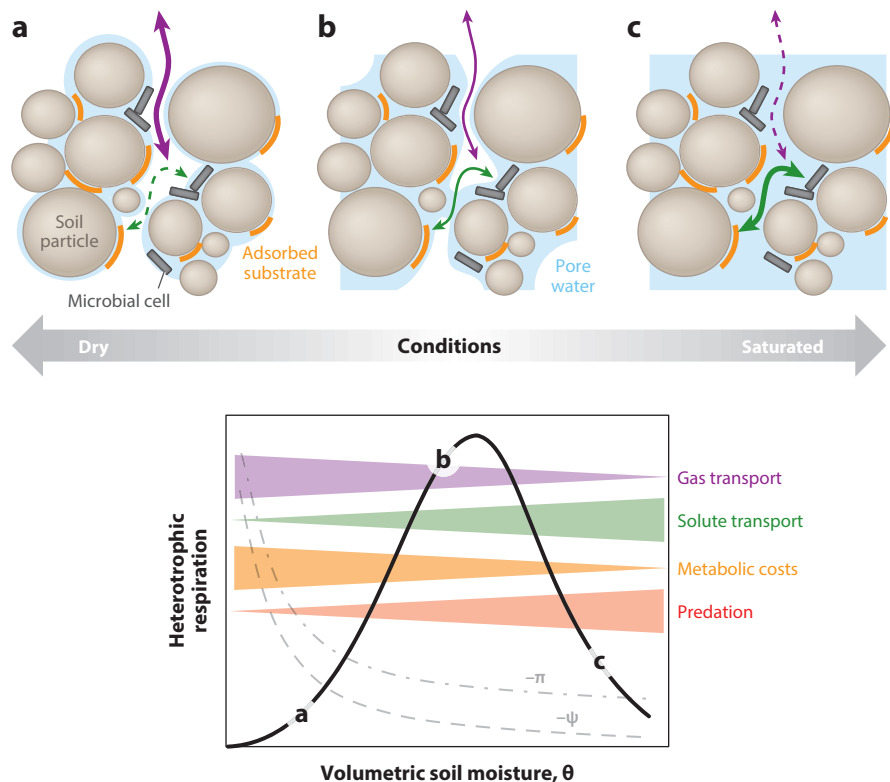 a
b
c
Soil
particle
Adsorbed
substrate
Microbial cell
Pore
water
Dry
Conditions
Saturated
Heterotrophic
respiration
b
Gas transport
Solute transport
Metabolic costs
Predation
c
–π
a
–ψ
Volumetric soil moisture, θ